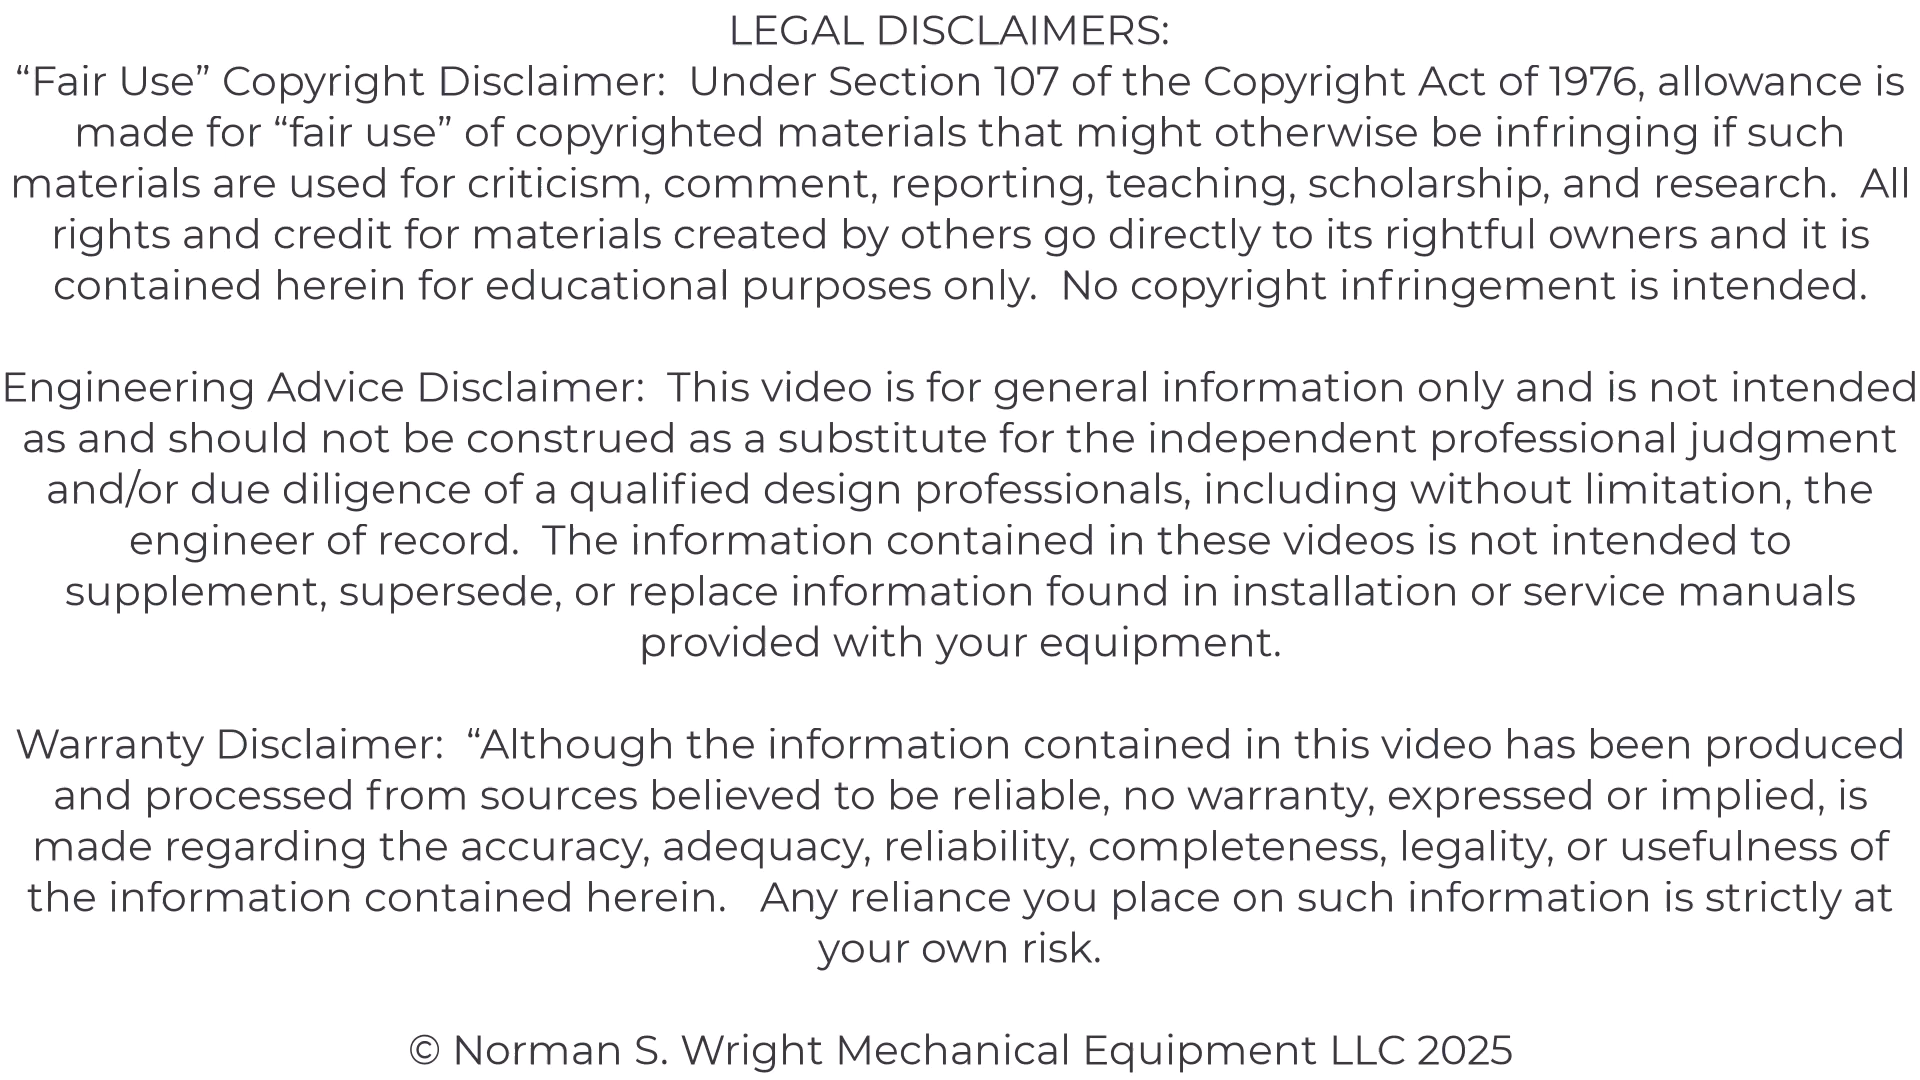 LEGAL DISCLAIMERS:
“Fair Use” Copyright Disclaimer:  Under Section 107 of the Copyright Act of 1976, allowance is
made for “fair use” of copyrighted materials that might otherwise be infringing if such
materials are used for criticism, comment, reporting, teaching, scholarship, and research.  All
rights and credit for materials created by others go directly to its rightful owners and it is
contained herein for educational purposes only.  No copyright infringement is intended.
Engineering Advice Disclaimer:  This video is for general information only and is not intended
as and should not be construed as a substitute for the independent professional judgment
and/or due diligence of a qualified design professionals, including without limitation, the
engineer of record.  The information contained in these videos is not intended to
supplement, supersede, or replace information found in installation or service manuals
provided with your equipment.
Warranty Disclaimer:  “Although the information contained in this video has been produced
and processed from sources believed to be reliable, no warranty, expressed or implied, is
made regarding the accuracy, adequacy, reliability, completeness, legality, or usefulness of
the information contained herein.   Any reliance you place on such information is strictly at
your own risk.
© Norman S. Wright Mechanical Equipment LLC 2025